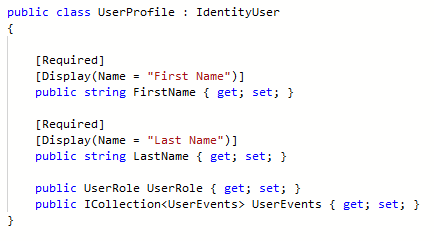 public class UserProfile : IdentityUser
{
[Required]
[Display(Name = "First Name")]
public string FirstName { get; set; }
[Required]
[Display(Name = "Last Name")]
public string LastName { get; set; }
public UserRole UserRole { get; set; }
public ICollection<UserEvents> UserEvents { get; set; }
}